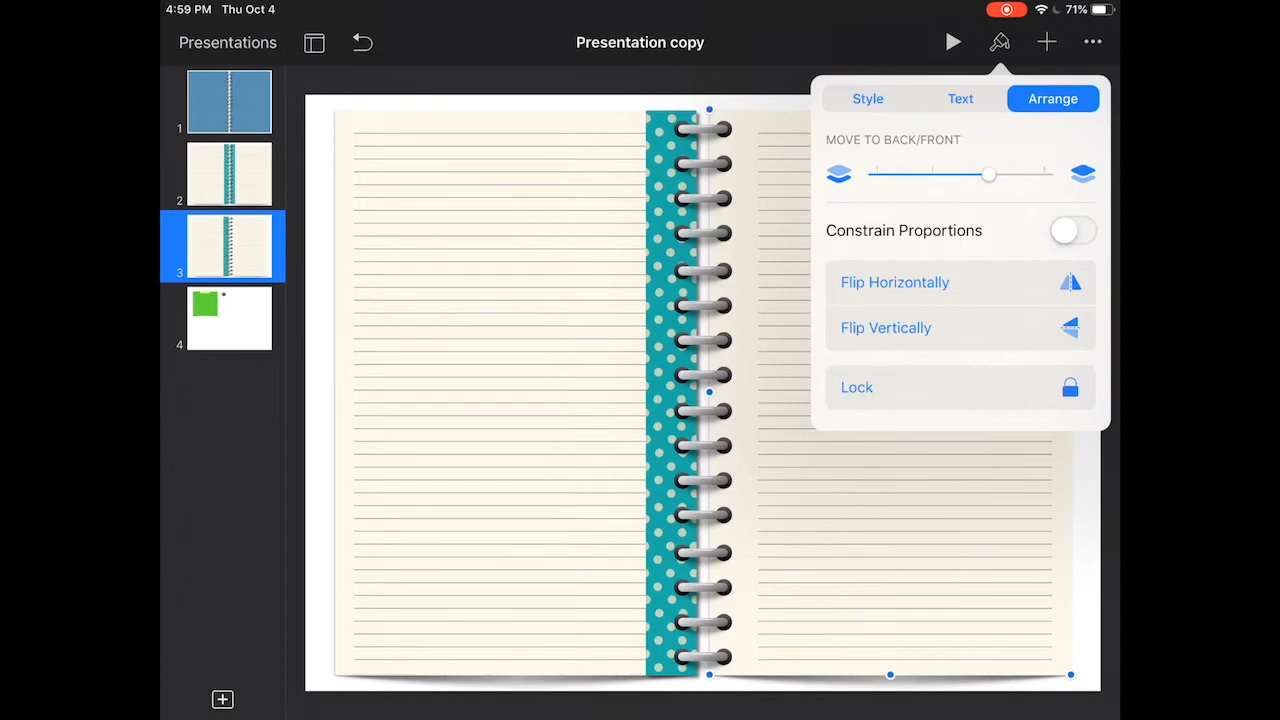 4:59 PM Thu Oct 4
71%
Presentations
Presentation copy
Style Text Arrange
MOVE TO BACK/FRONT
Constrain Proportions
Flip Horizontally
Flip Vertically
Lock
1
2
3
4